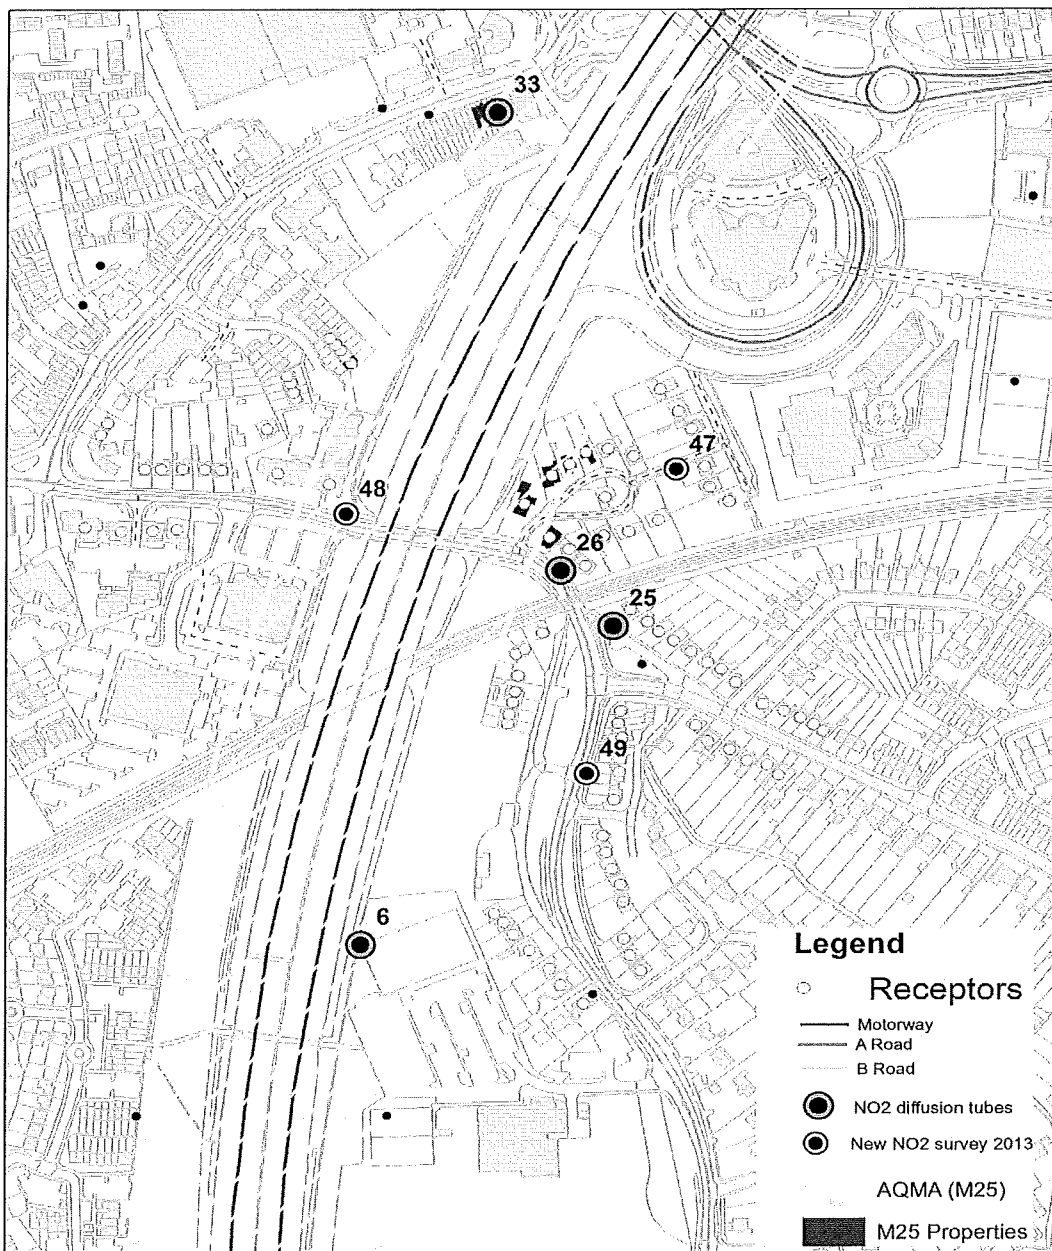 33
47
48
26
25
49
6
Legend
Receptors
Motorway
A Road
B Road
NO2 diffusion tubes
New NO2 survey 2013
AQMA (M25)
M25 Properties